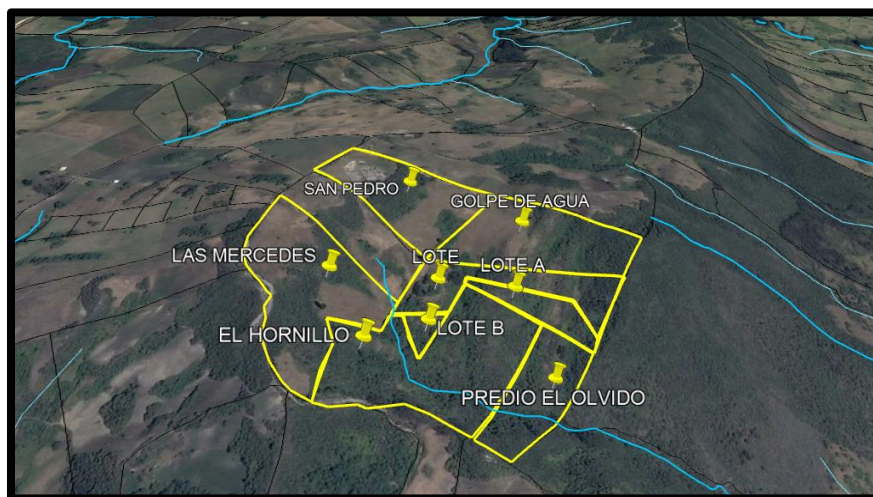 SAN PEDRO
GOLPE DE AGUA
LAS MERCEDES
LOTE
LOTE A
EL HORNILLO
LOTE B
PREDIO EL OLVIDO